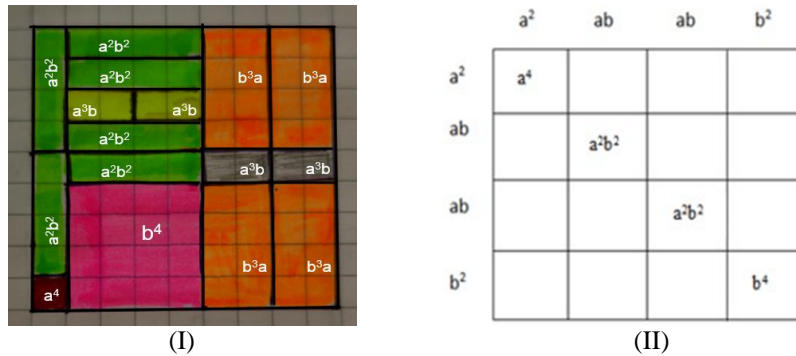 a² ab ab b²
a²b²
a²b²
a²b²
b³a b³a
a² a⁴
a³b a³b
ab a²b²
a²b²
a²b²
a³b a³b
a²b²
ab a²b²
b⁴
b³a b³a
b² b⁴
a⁴
(I) (II)